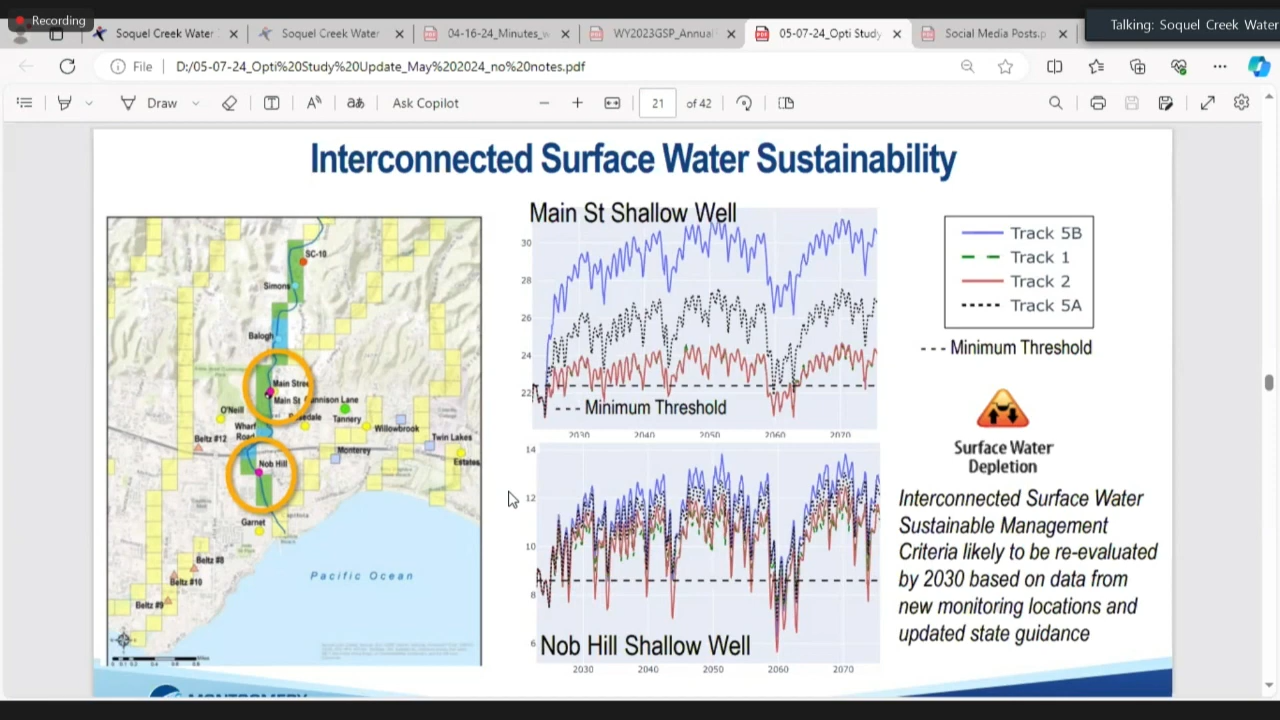 Recording
Talking: Soquel Creek Water
Soquel Creek Water
Soquel Creek Water
04-16-24_Minutes_w
WY2023GSP_Annual
05-07-24_Opti Study
Social Media Posts.p
File
D:/05-07-24_Opti%20Study%20Update_May%202024_no%20notes.pdf
Draw
Ask Copilot
21
of 42
Interconnected Surface Water Sustainability
SC-10
Simons
Balogh
Main Street
Main St
O'Neill
Tannery
Wharf
Road
Willowbrook
Beltz #12
Twin Lakes
Monterey
Estates
Nob Hill
Garnet
Beltz #8
Beltz #10
Beltz #9
Pacific Ocean
Main St Shallow Well
30
28
26
24
22
--- Minimum Threshold
2030 2040 2050 2060 2070
14
12
10
8
6
Nob Hill Shallow Well
2030 2040 2050 2060 2070
Track 5B
Track 1
Track 2
Track 5A
--- Minimum Threshold
Surface Water
Depletion
Interconnected Surface Water
Sustainable Management
Criteria likely to be re-evaluated
by 2030 based on data from
new monitoring locations and
updated state guidance
MONTGOMERY